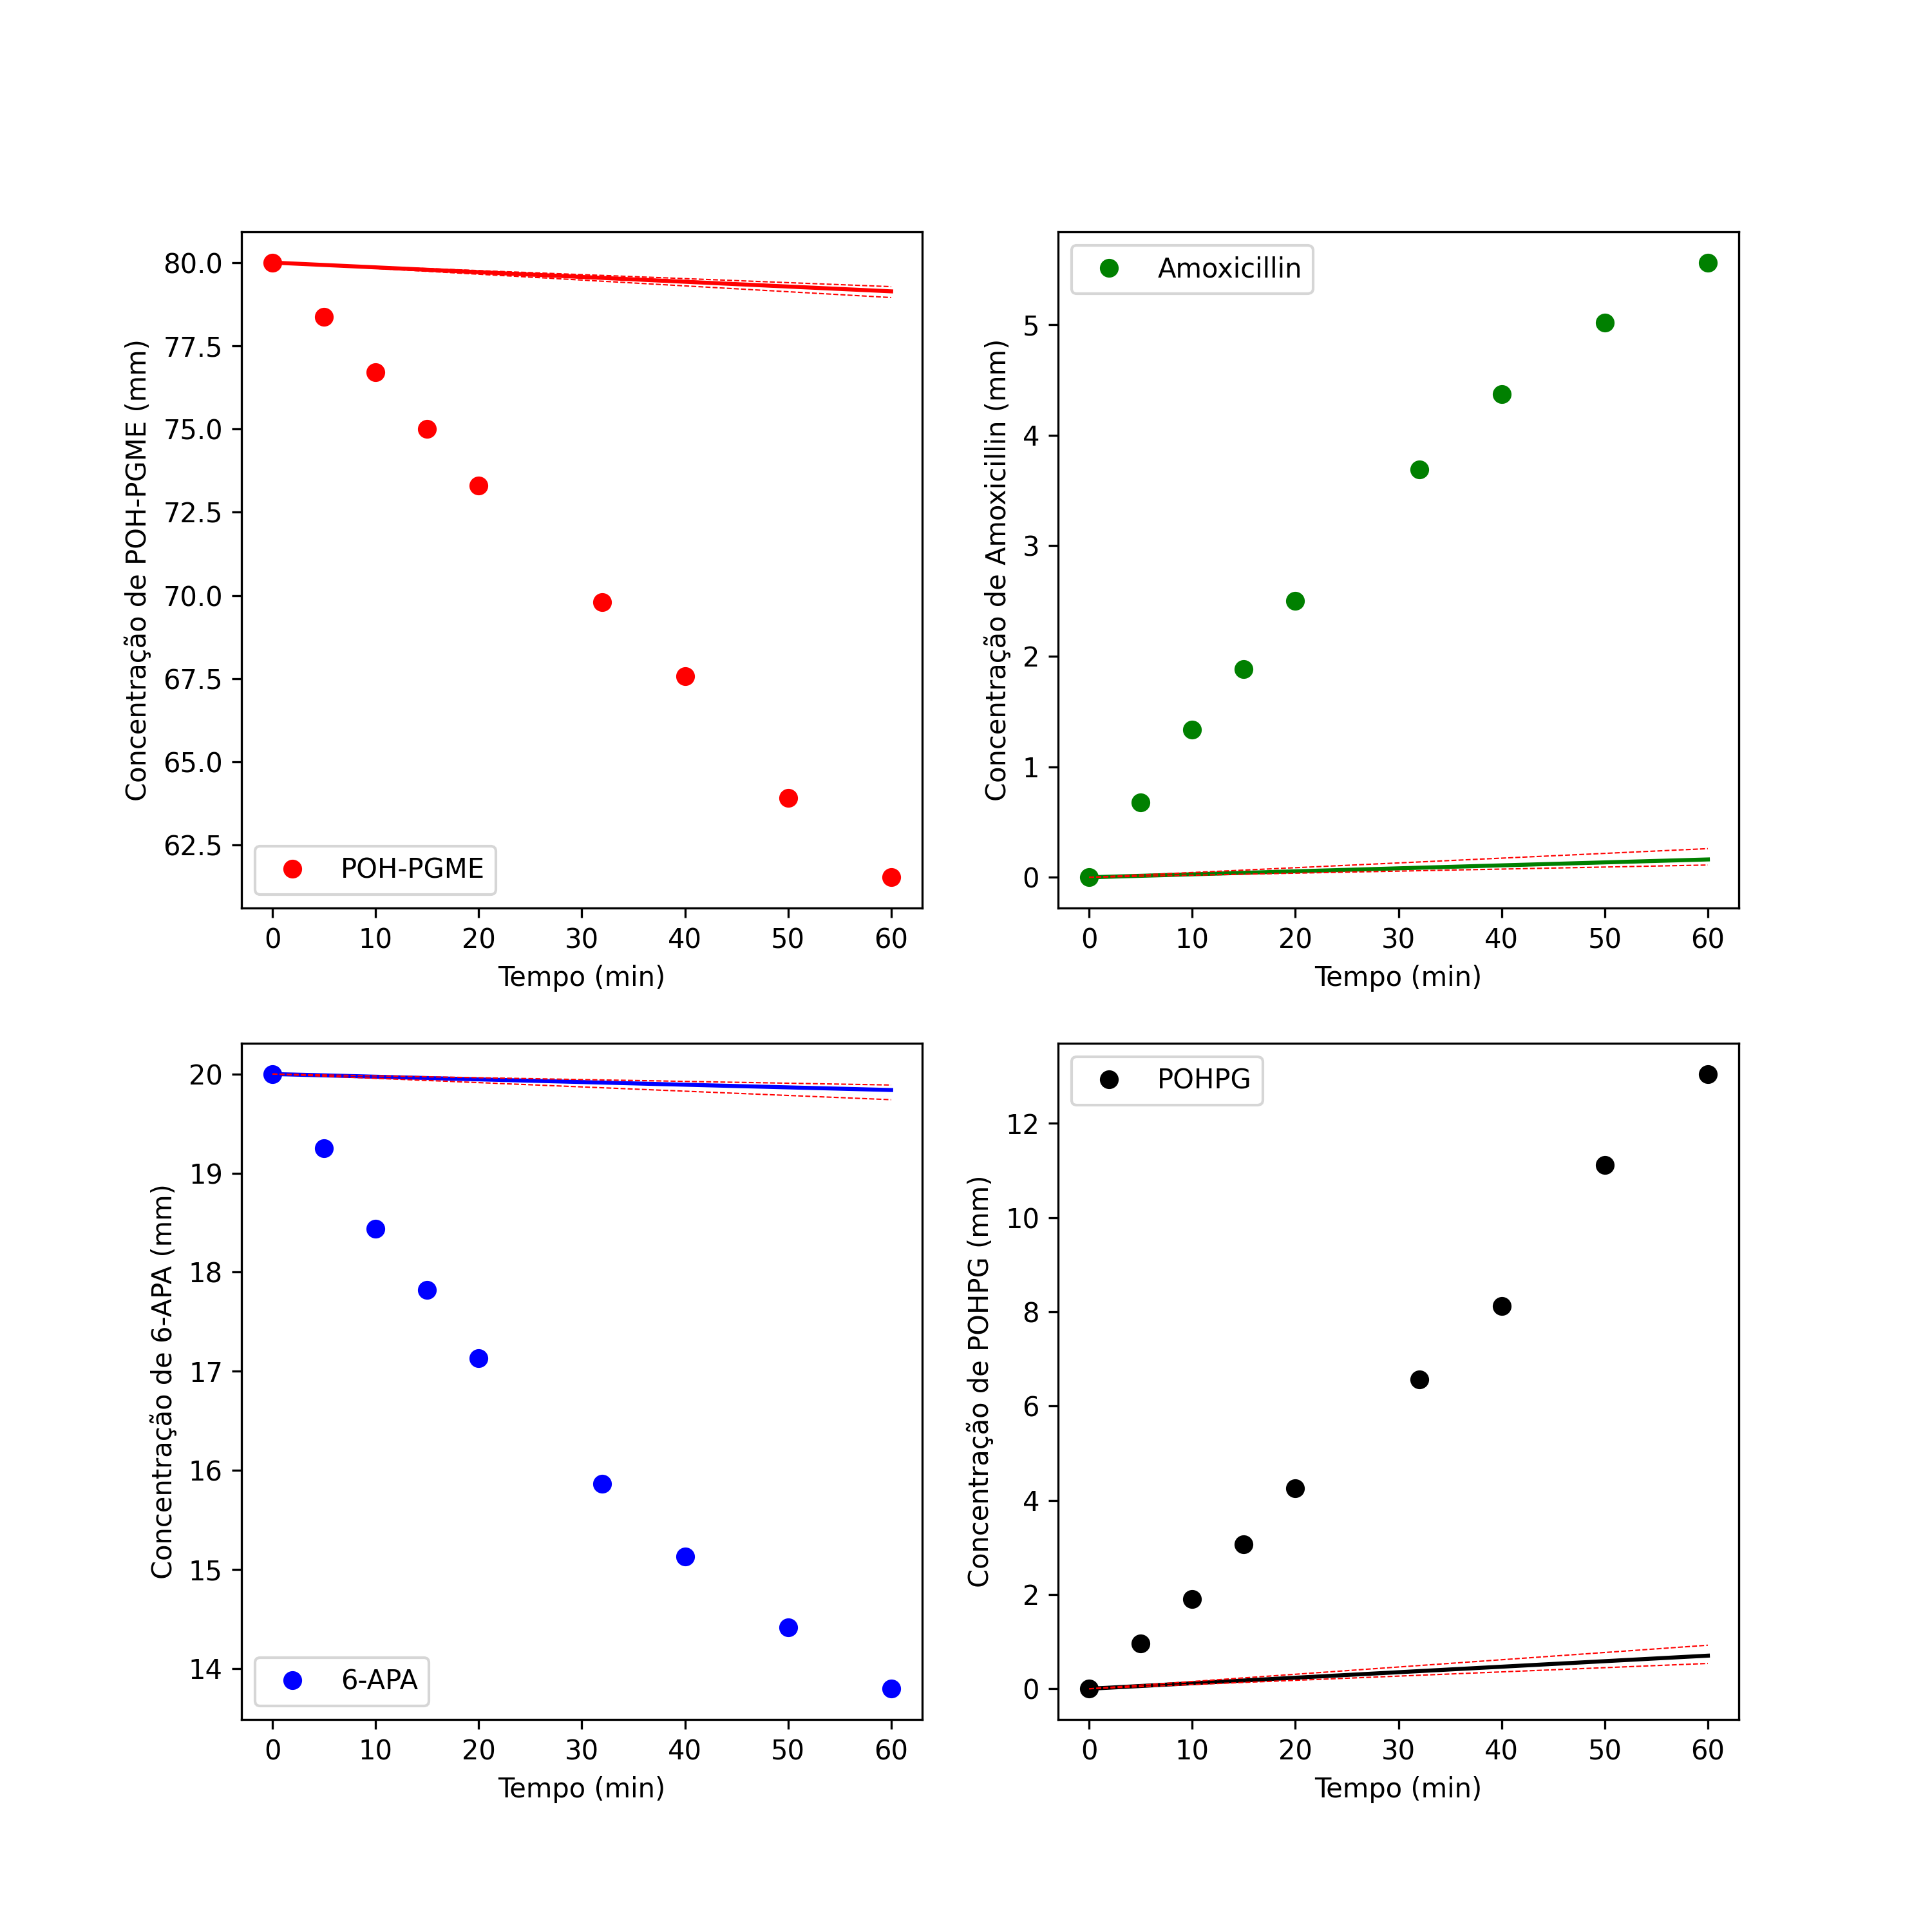 Concentração de POH-PGME (mm)
80.0
77.5
75.0
72.5
70.0
67.5
65.0
62.5
POH-PGME
0 10 20 30 40 50 60
Tempo (min)
Concentração de Amoxicillin (mm)
Amoxicillin
5
4
3
2
1
0
0 10 20 30 40 50 60
Tempo (min)
Concentração de 6-APA (mm)
20
19
18
17
16
15
14
6-APA
0 10 20 30 40 50 60
Tempo (min)
Concentração de POHPG (mm)
POHPG
12
10
8
6
4
2
0
0 10 20 30 40 50 60
Tempo (min)